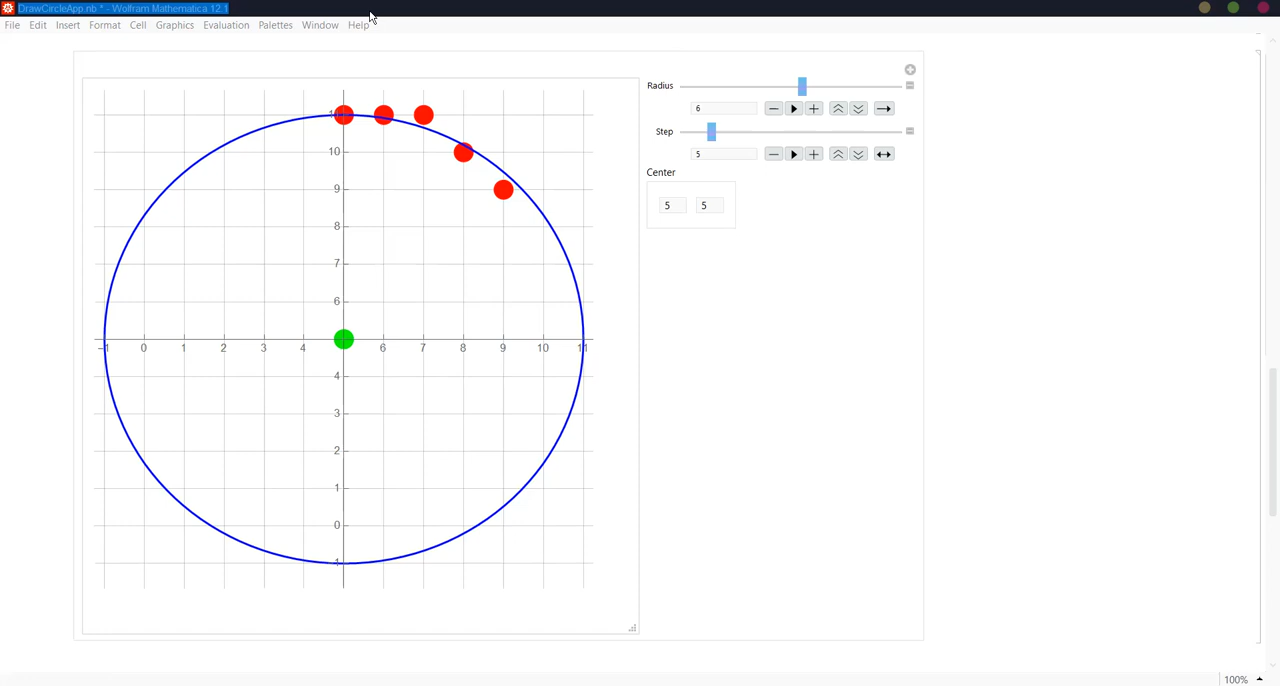 DrawCircleApp.nb * - Wolfram Mathematica 12.1
File Edit Insert Format Cell Graphics Evaluation Palettes Window Help
Radius
6
Step
5
Center
5 5
11
10
9
8
7
6
-1 0 1 2 3 4 6 7 8 9 10 11
4
3
2
1
0
-1
100%